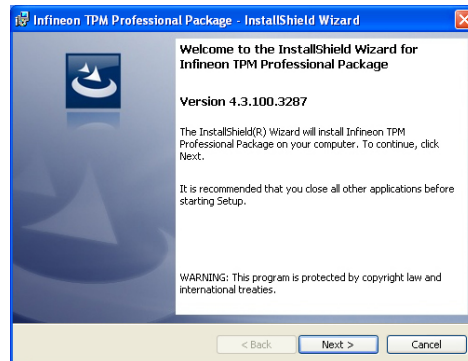 Infineon TPM Professional Package - InstallShield Wizard
Welcome to the InstallShield Wizard for
Infineon TPM Professional Package
Version 4.3.100.3287
The InstallShield(R) Wizard will install Infineon TPM
Professional Package on your computer. To continue, click
Next.
It is recommended that you close all other applications before
starting Setup.
WARNING: This program is protected by copyright law and
international treaties.
< Back
Next >
Cancel